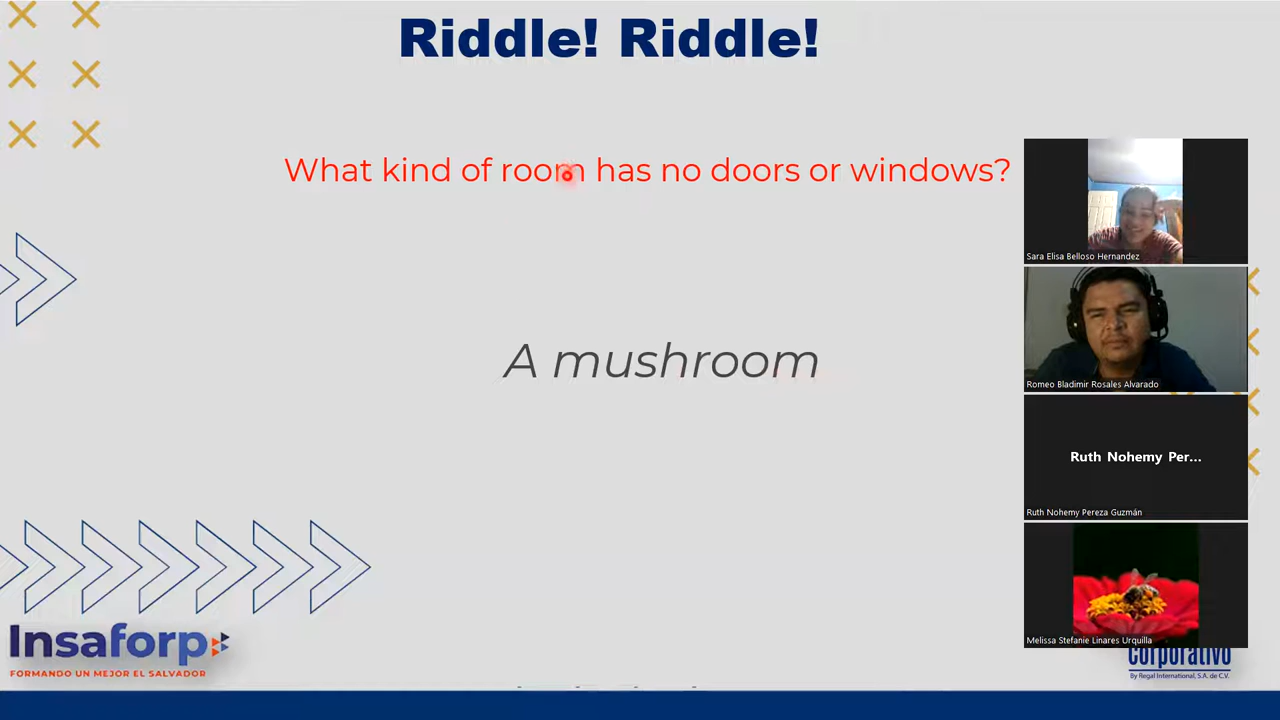 Riddle! Riddle!
What kind of room has no doors or windows?
A mushroom
Sara Elisa Belloso Hernandez
Romeo Bladimir Rosales Alvarado
Ruth Nohemy Per...
Ruth Nohemy Pereza Guzmán
Melissa Stefanie Linares Urquilla
Insaforp
FORMANDO UN MEJOR EL SALVADOR
Corporativo
By Regal International, S.A. de C.V.